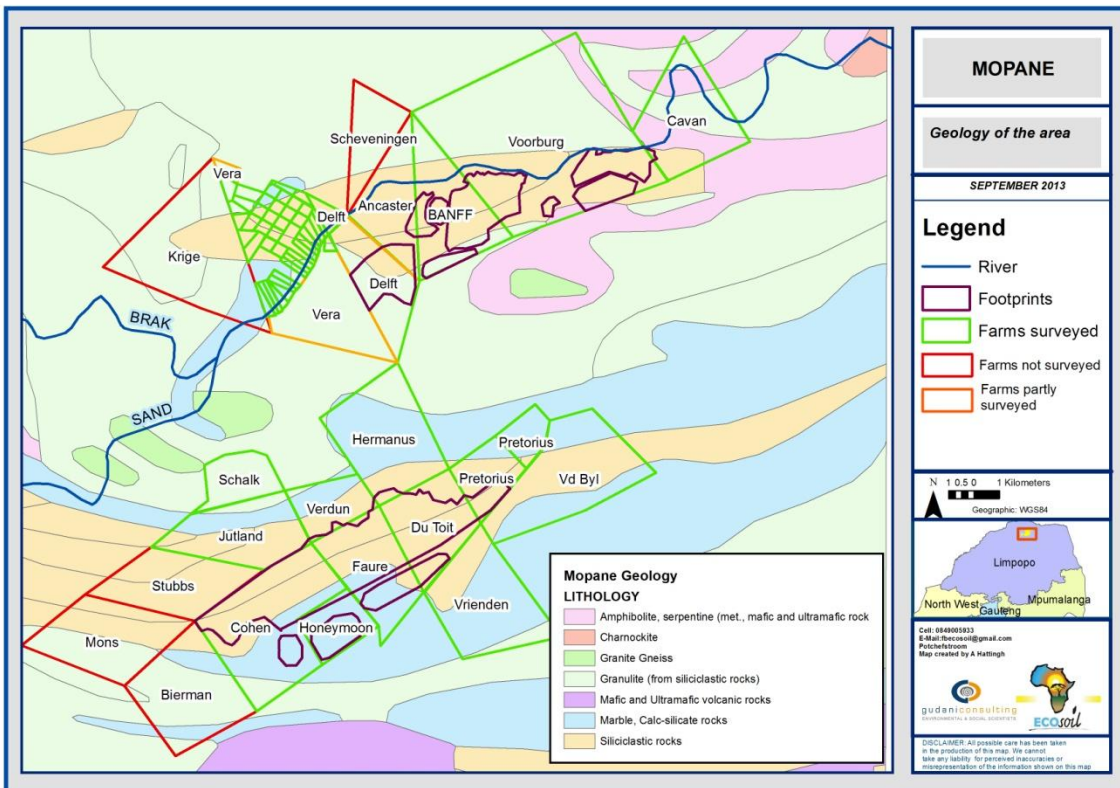 Scheveningen
Voorburg
Cavan
Vera
Delft
Ancaster
BANFF
Krige
Delft
Vera
BRAK
SAND
Hermanus
Pretorius
Schalk
Pretorius
Vd Byl
Verdun
Jutland
Du Toit
Faure
Stubbs
Vrienden
Cohen
Honeymoon
Mons
Bierman
Mopane Geology
LITHOLOGY
Amphibolite, serpentine (met., mafic and ultramafic rock
Charnockite
Granite Gneiss
Granulite (from siliciclastic rocks)
Mafic and Ultramafic volcanic rocks
Marble, Calc-silicate rocks
Siliciclastic rocks
MOPANE
Geology of the area
SEPTEMBER 2013
Legend
River
Footprints
Farms surveyed
Farms not surveyed
Farms partly
surveyed
N
1 0.5 0 1 Kilometers
Geographic: WGS84
Limpopo
North West
Gauteng
Mpumalanga
Cell: 0849005933
E-Mail:fbecosoil@gmail.com
Potchefstroom
Map created by A Hattingh
gudaniconsulting
ENVIRONMENTAL & SOCIAL SCIENTISTS
ECOsoil
DISCLAIMER: All possible care has been taken
in the production of this map. We cannot
take any liability for perceived inaccuracies or
misrepresentation of the information shown on this map